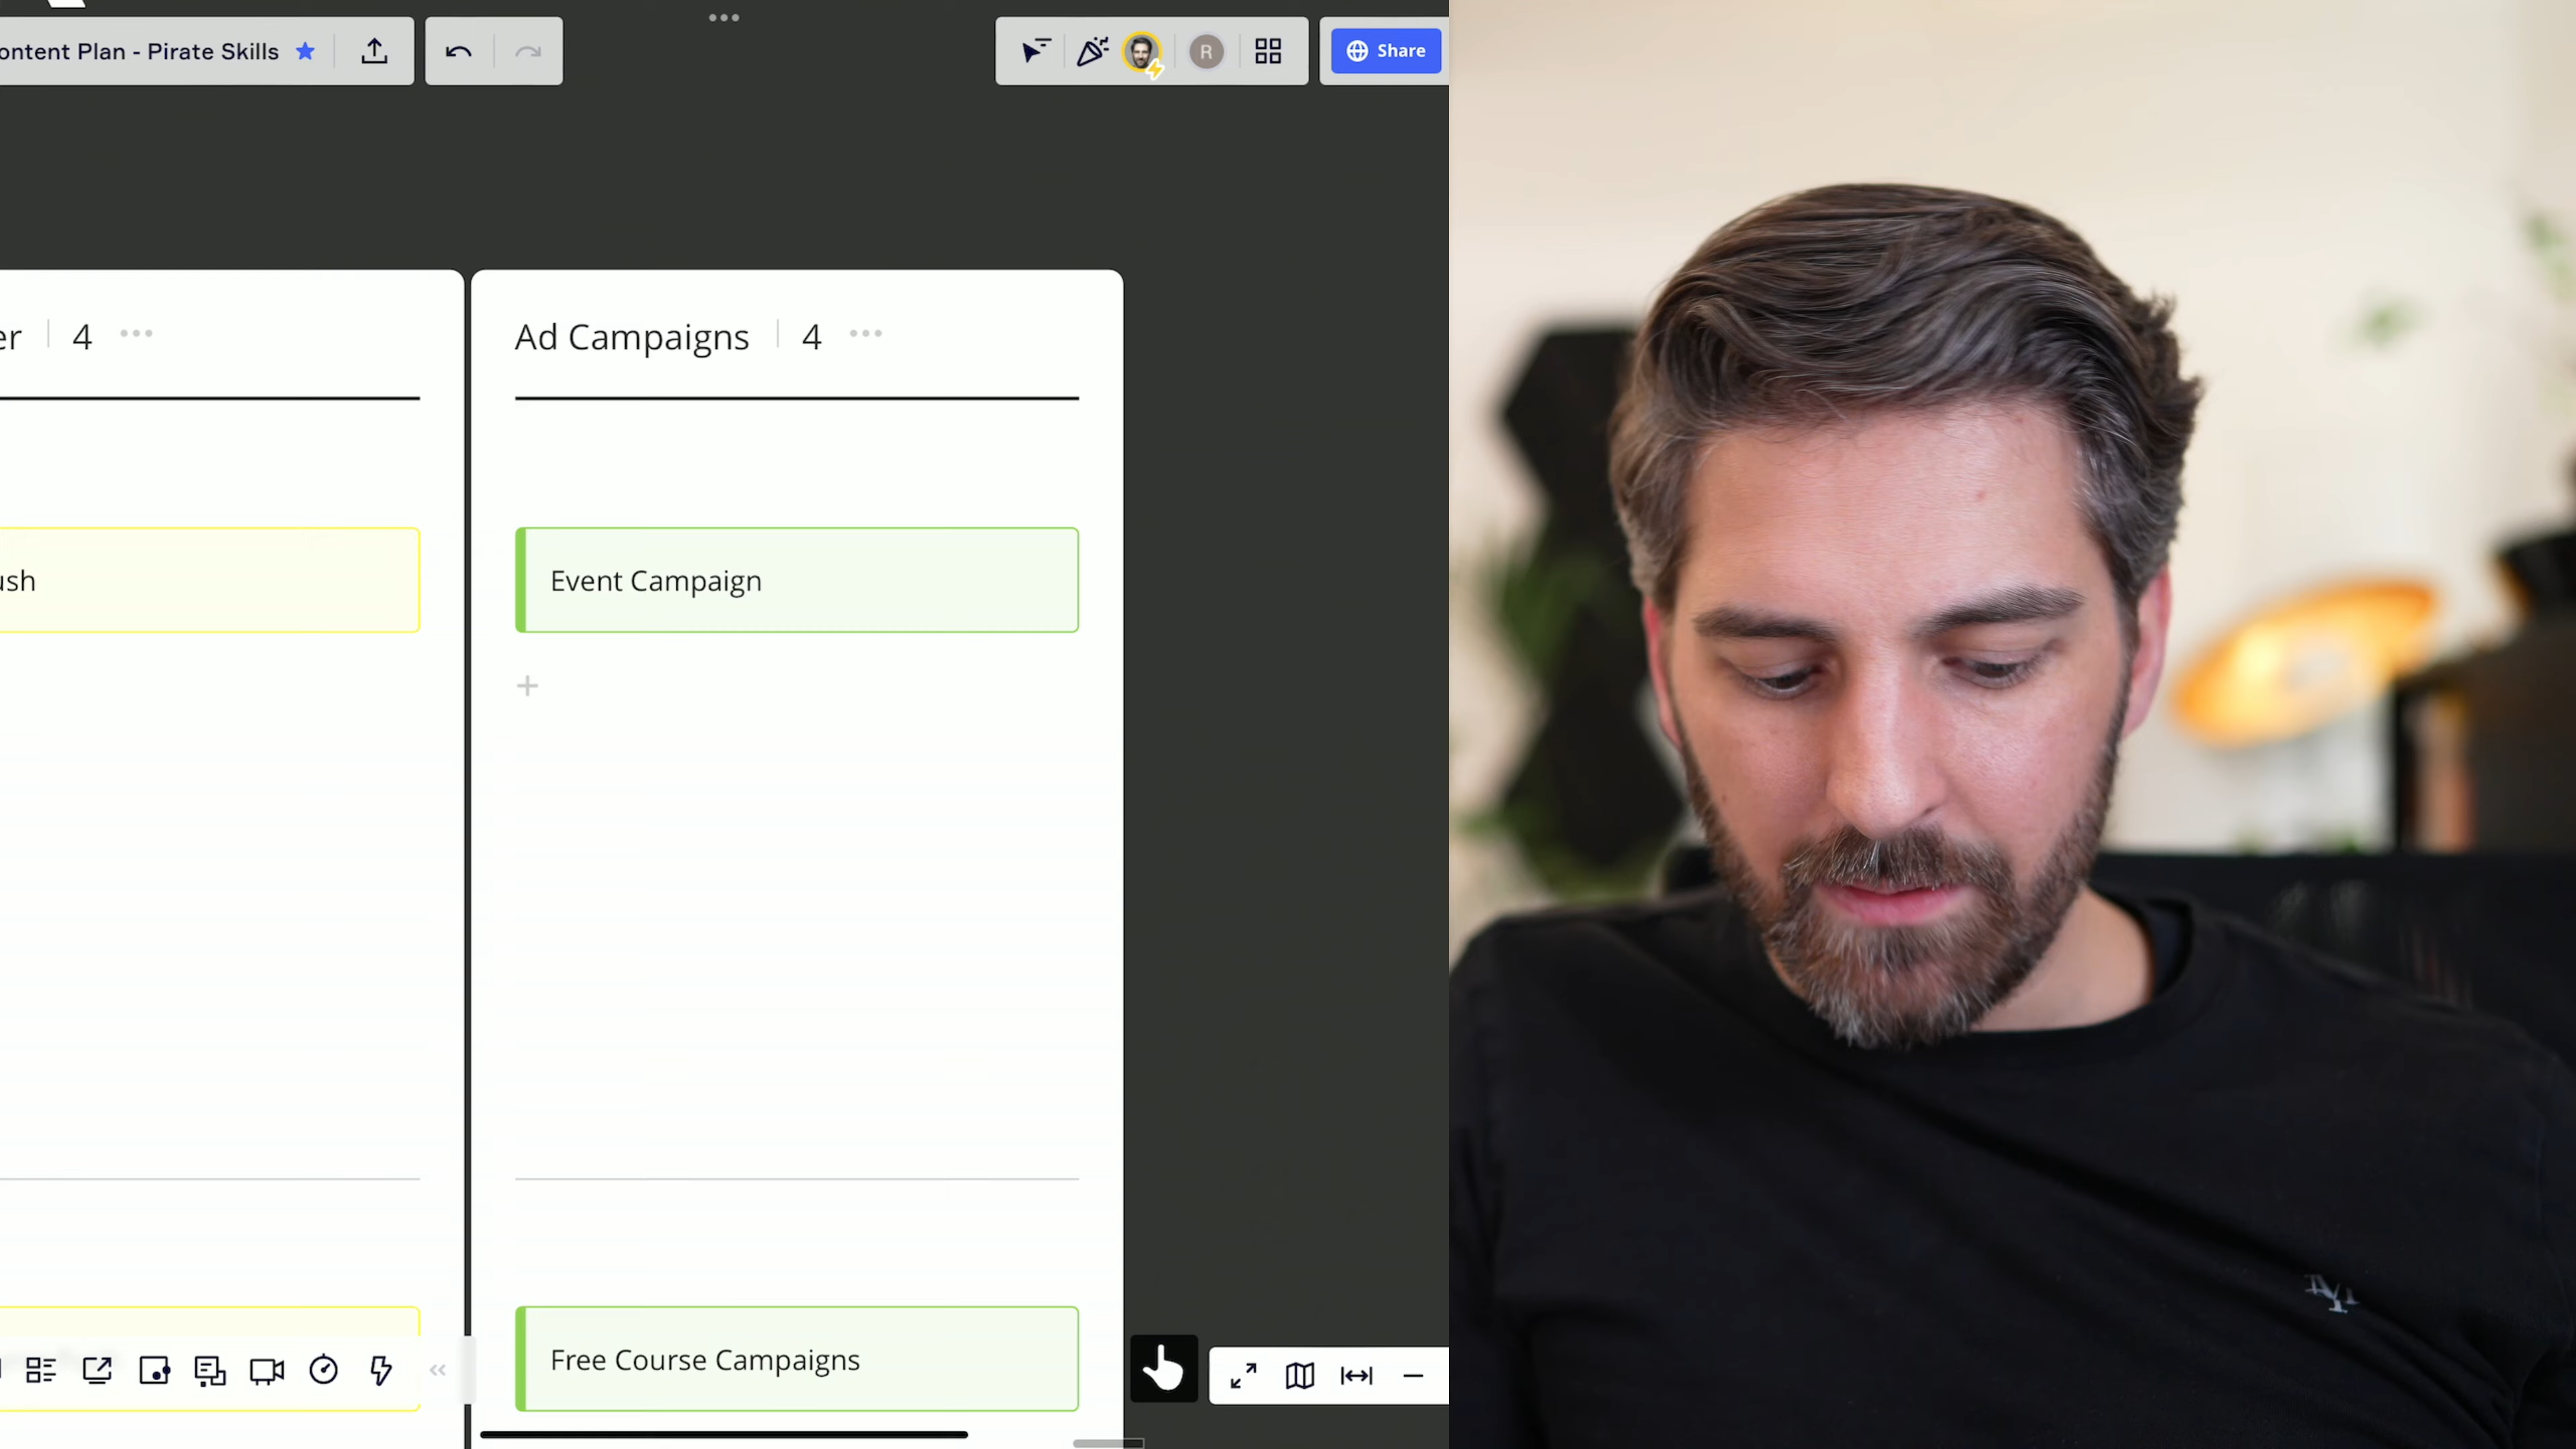 ontent Plan - Pirate Skills
R
Share
er 4
Ad Campaigns 4
ush
Event Campaign
Free Course Campaigns